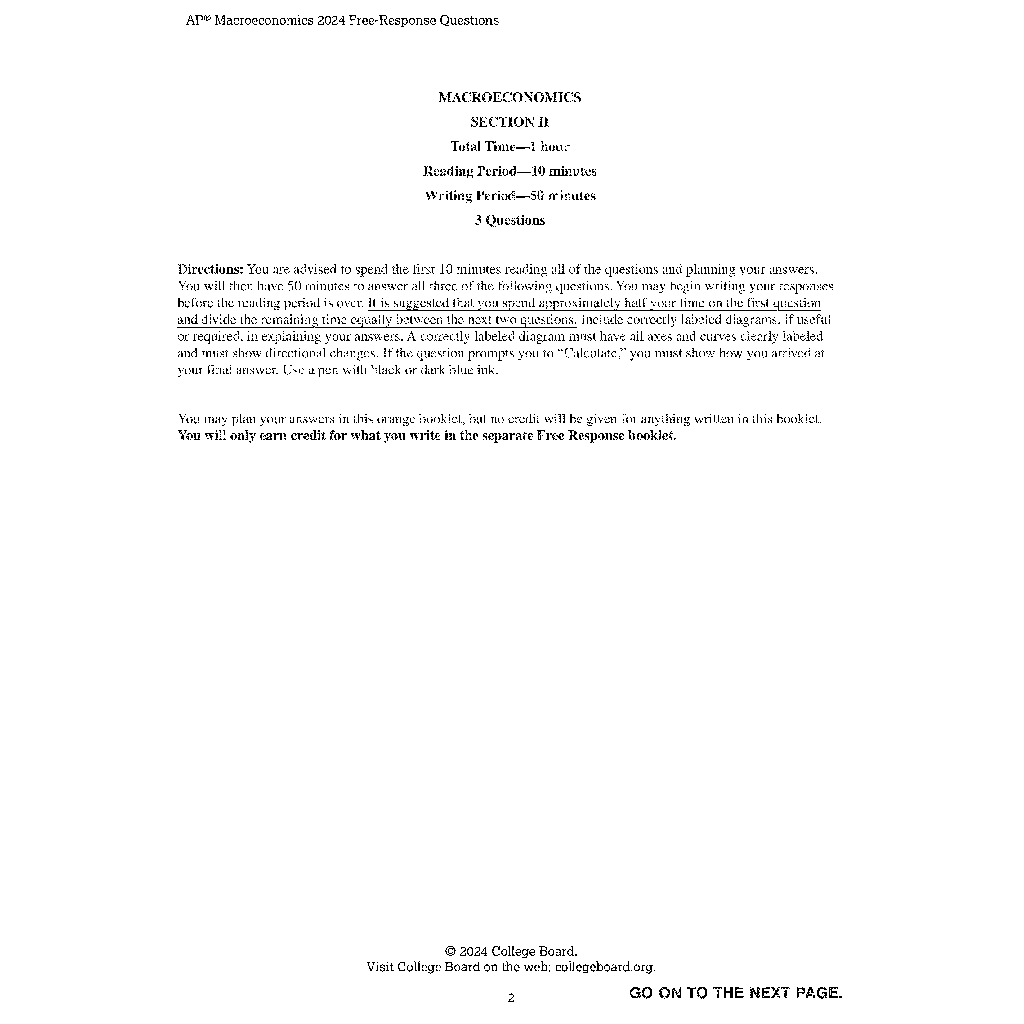 AP® Macroeconomics 2024 Free-Response Questions
MACROECONOMICS
SECTION II
Total Time—1 hour
Reading Period—10 minutes
Writing Period—50 minutes
3 Questions
Directions: You are advised to spend the first 10 minutes reading all of the questions and planning your answers.
You will then have 50 minutes to answer all three of the following questions. You may begin writing your responses
before the reading period is over. It is suggested that you spend approximately half your time on the first question
and divide the remaining time equally between the next two questions. Include correctly labeled diagrams, if useful
or required, in explaining your answers. A correctly labeled diagram must have all axes and curves clearly labeled
and must show directional changes. If the question prompts you to “Calculate,” you must show how you arrived at
your final answer. Use a pen with black or dark blue ink.
You may plan your answers in this orange booklet, but no credit will be given for anything written in this booklet.
You will only earn credit for what you write in the separate Free Response booklet.
© 2024 College Board.
Visit College Board on the web: collegeboard.org.
2
GO ON TO THE NEXT PAGE.